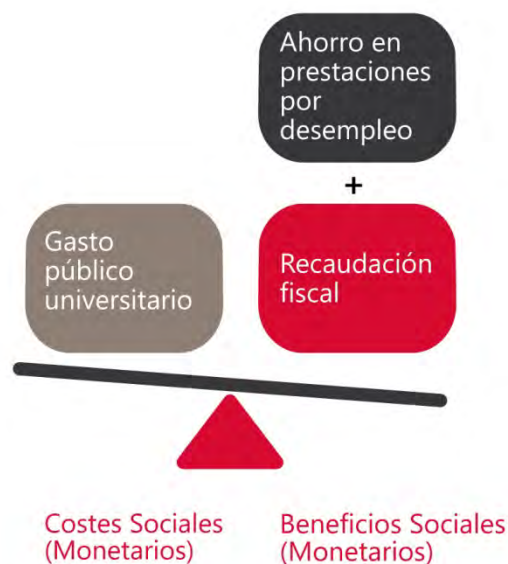 Ahorro en
prestaciones
por
desempleo
+
Gasto
público
universitario
Recaudación
fiscal
Costes Sociales
(Monetarios)
Beneficios Sociales
(Monetarios)